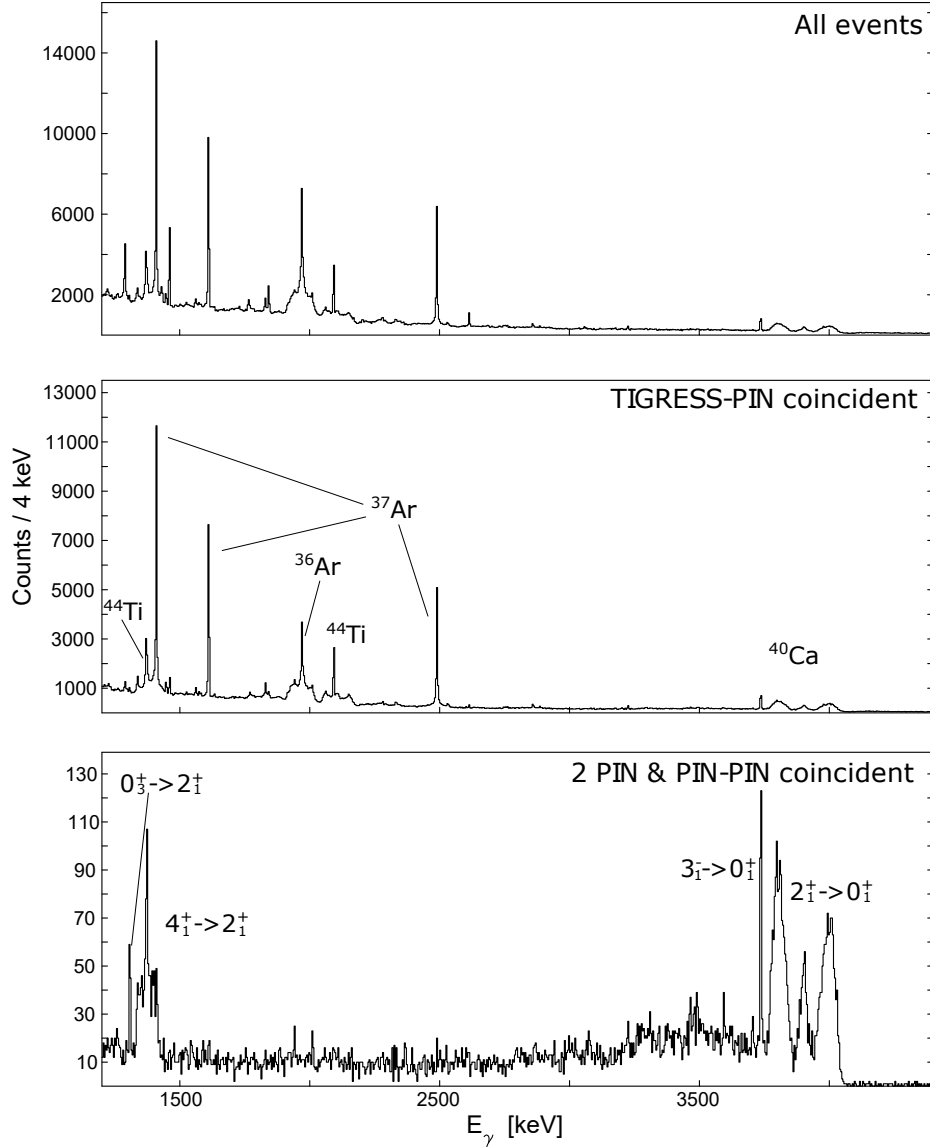 All events
14000
10000
6000
2000
TIGRESS-PIN coincident
13000
11000
9000
7000
5000
3000
1000
³⁷Ar
³⁶Ar
⁴⁴Ti
⁴⁴Ti
⁴⁰Ca
Counts / 4 keV
2 PIN & PIN-PIN coincident
130
110
90
70
50
30
10
0₃⁺->2₁⁺
4₁⁺->2₁⁺
3₁⁻->0₁⁺
2₁⁺->0₁⁺
1500 2500 3500
E_γ [keV]